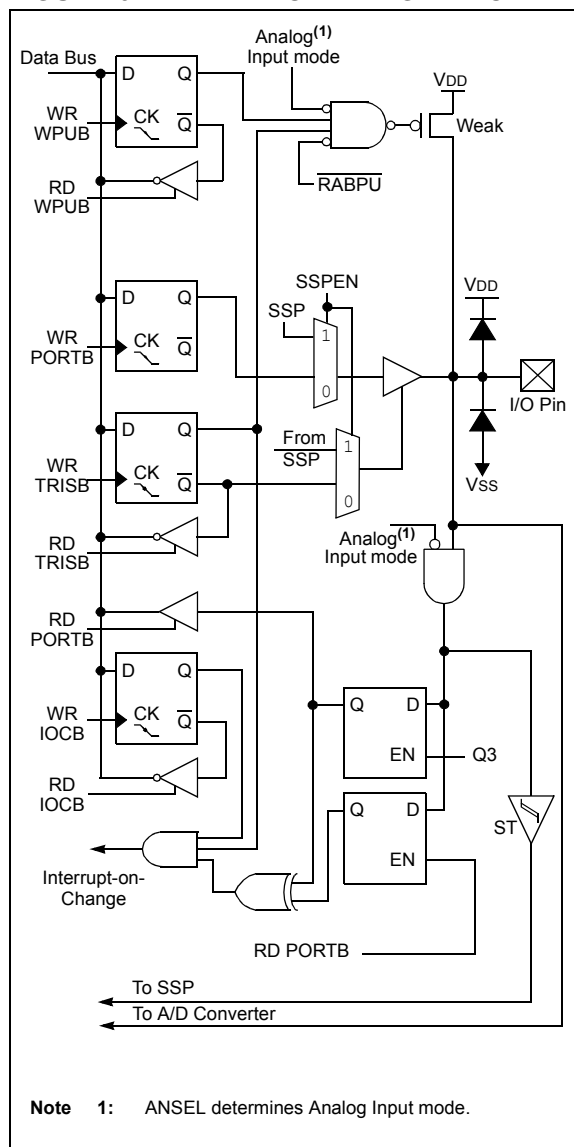 Data Bus
D Q
WR
WPUB
CK Q
RD
WPUB
Analog(1)
Input mode
RABPU
VDD
Weak
D Q
WR
PORTB
CK Q
SSPEN
SSP
1
0
VDD
I/O Pin
VSS
D Q
WR
TRISB
CK Q
From
SSP
1
0
RD
TRISB
Analog(1)
Input mode
RD
PORTB
D Q
WR
IOCB
CK Q
RD
IOCB
Q D
EN
Q3
Q D
EN
ST
Interrupt-on-
Change
RD PORTB
To SSP
To A/D Converter
Note 1: ANSEL determines Analog Input mode.